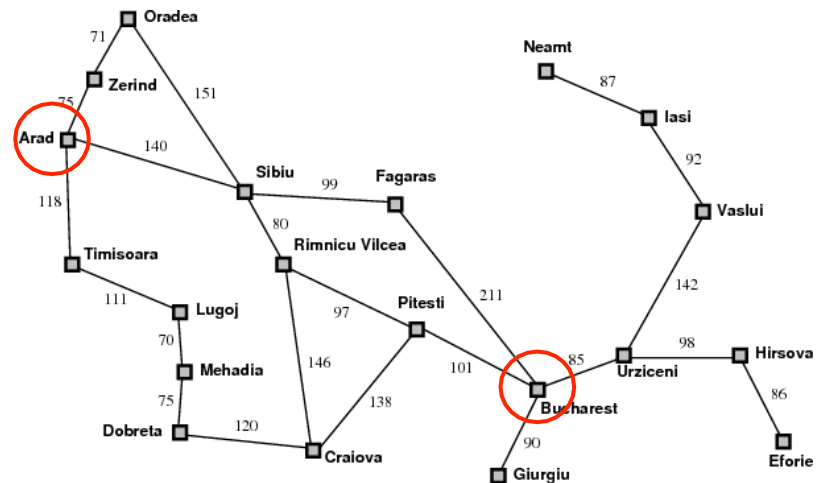 Oradea
71
Neamt
Zerind
87
75
151
Iasi
Arad
140
92
Sibiu
Fagaras
99
118
Vaslui
80
Timisoara
Rimnicu Vilcea
142
111
211
Pitesti
Lugoj
97
70
98
Hirsova
146
101
85
Mehadia
Urziceni
86
75
138
Bucharest
120
Dobreta
90
Craiova
Eforie
Giurgiu